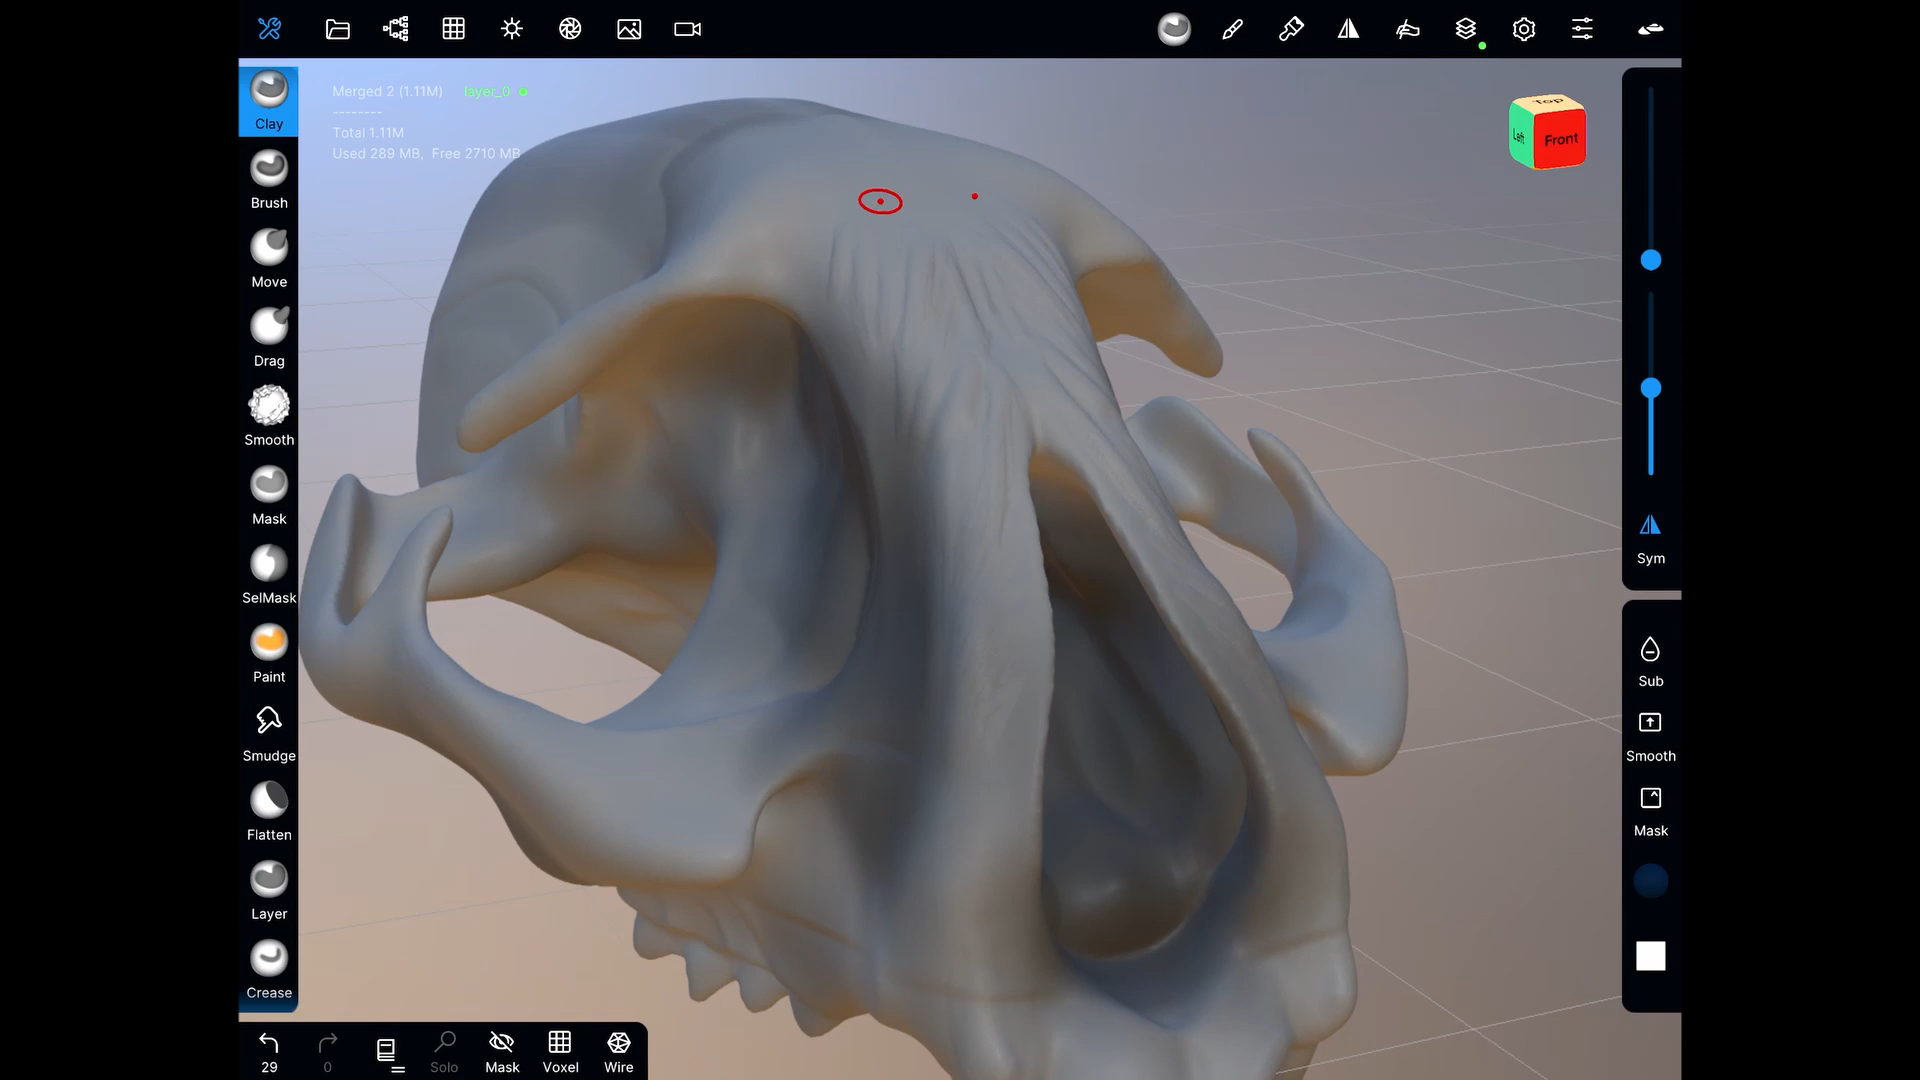 Merged 2 (1.11M) layer_0
--------
Total 1.11M
Used 289 MB, Free 2710 MB
Top
Left
Front
Clay
Brush
Move
Drag
Smooth
Mask
SelMask
Paint
Smudge
Flatten
Layer
Crease
Sym
Sub
Smooth
Mask
29
0
Solo
Mask
Voxel
Wire